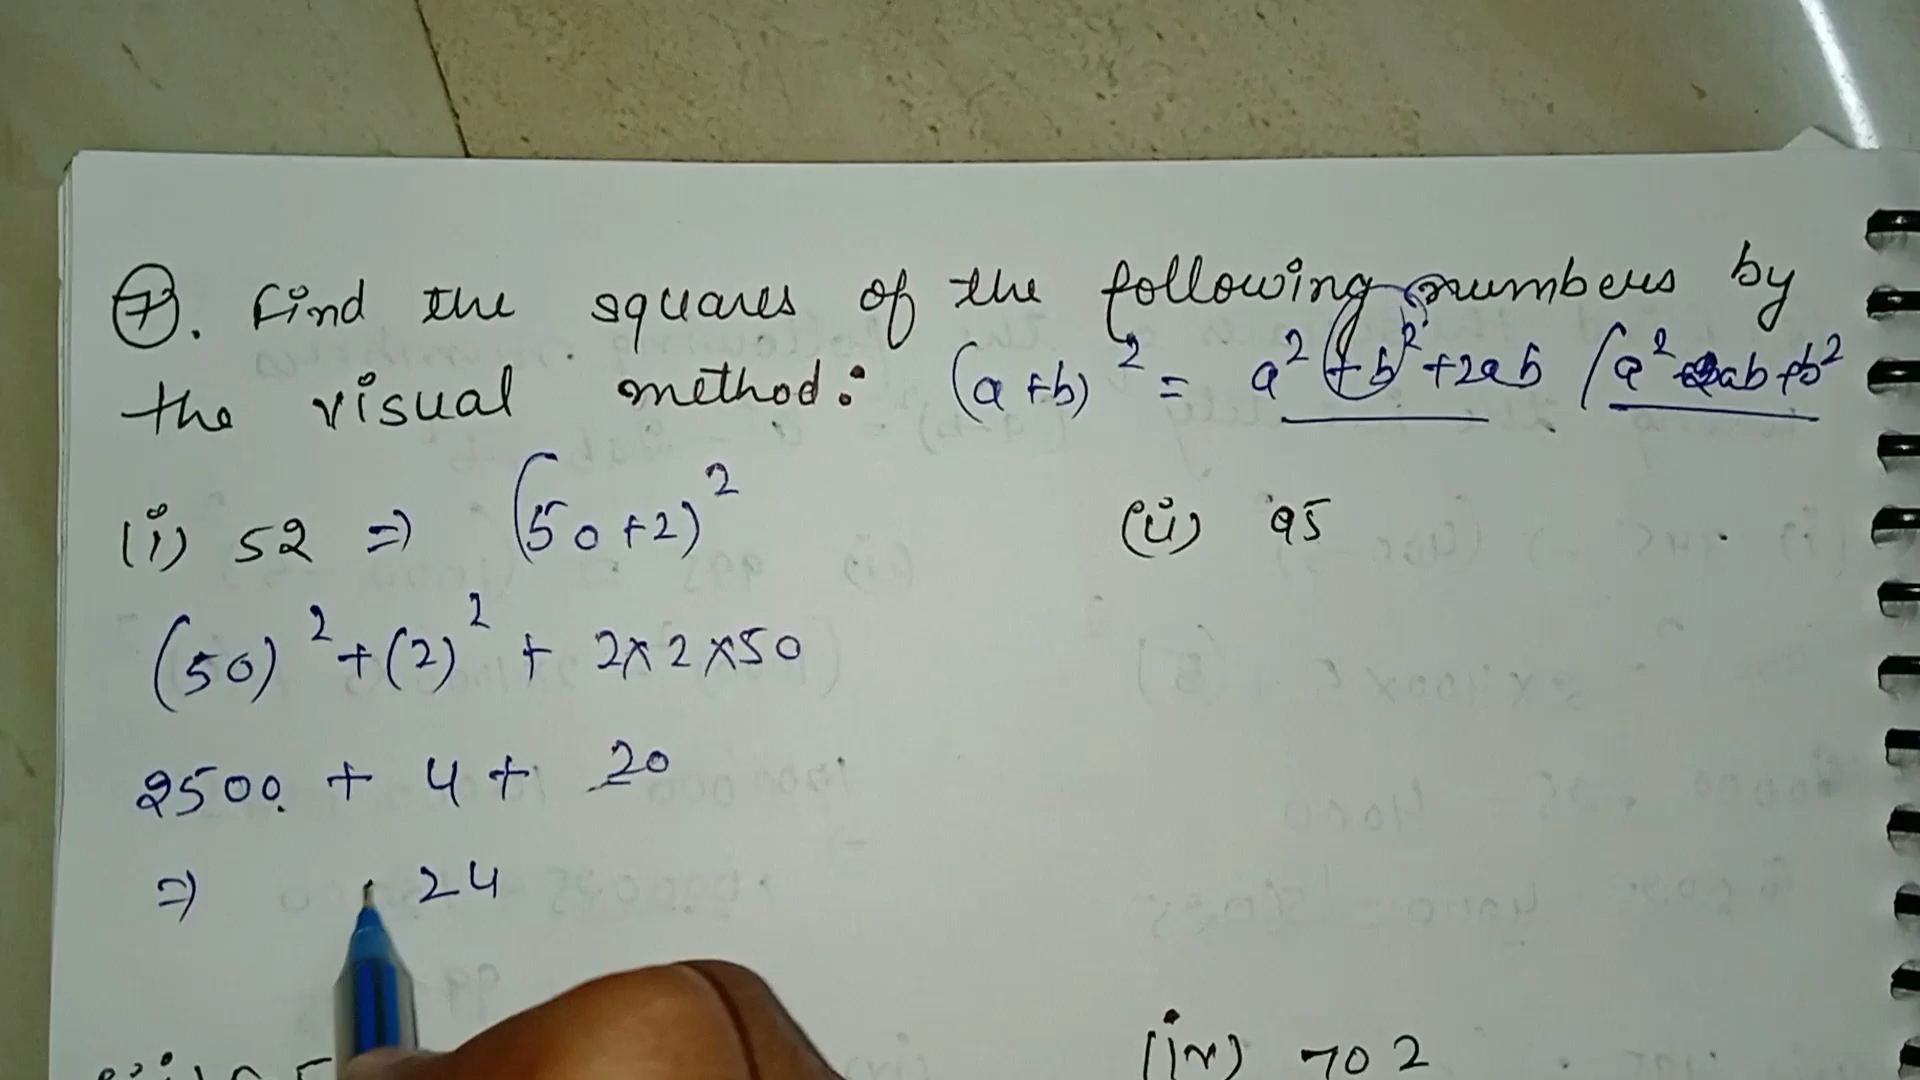 7. Find the squares of the following numbers by
the visual method: (a+b)² = a² + b² + 2ab / a² 2ab + b²
(i) 52 ⇒ (50+2)²
(ii) 95
(50)² + (2)² + 2×2×50
2500 + 4 + 20
⇒ 24
(iv) 702